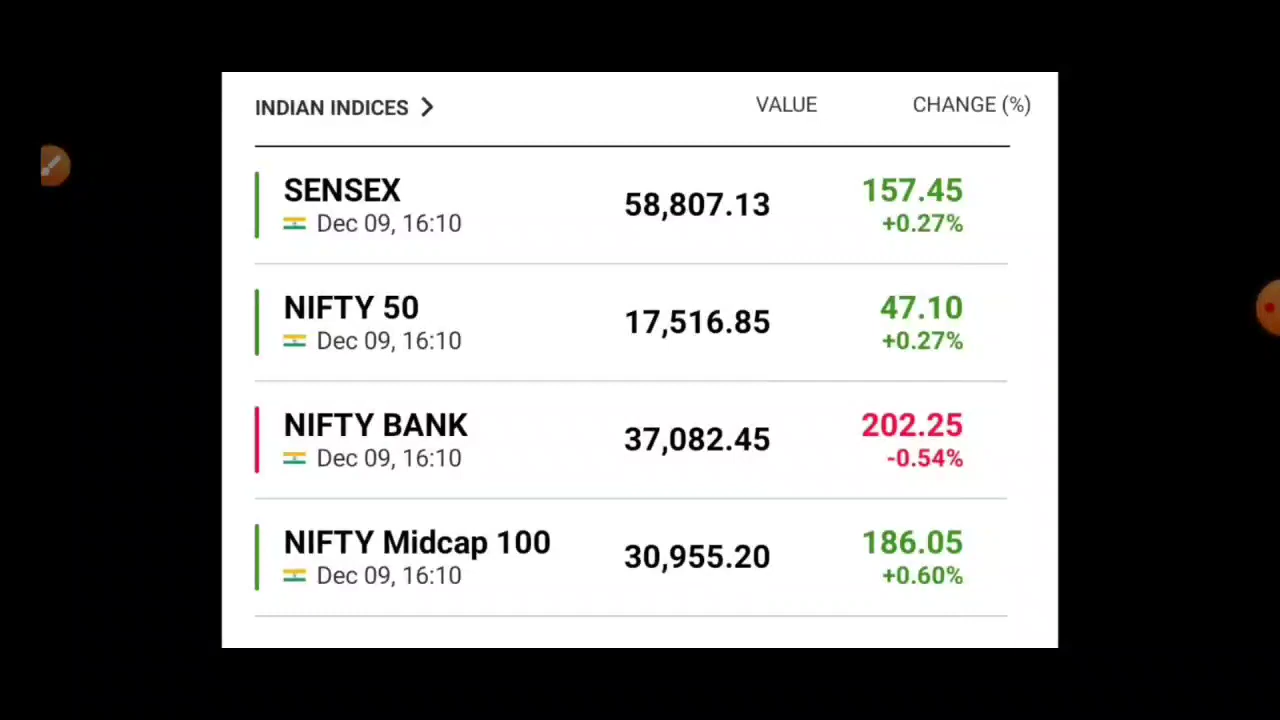 INDIAN INDICES > VALUE CHANGE (%)
SENSEX 58,807.13 157.45
Dec 09, 16:10 +0.27%
NIFTY 50 17,516.85 47.10
Dec 09, 16:10 +0.27%
NIFTY BANK 37,082.45 202.25
Dec 09, 16:10 -0.54%
NIFTY Midcap 100 30,955.20 186.05
Dec 09, 16:10 +0.60%